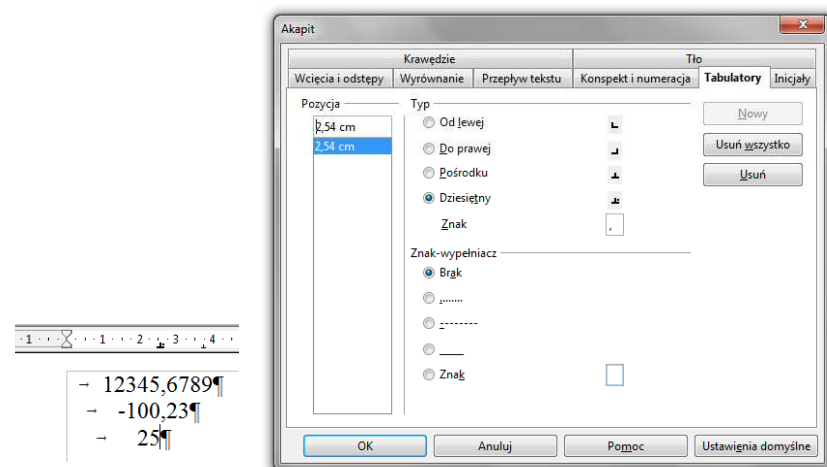 Akapit
Krawędzie Tło
Wcięcia i odstępy Wyrównanie Przepływ tekstu Konspekt i numeracja Tabulatory Inicjały
Pozycja
2,54 cm
2,54 cm
Typ
Od lewej
Do prawej
Pośrodku
Dziesiętny
Znak ,
Znak-wypełniacz
Brak
.......
--------
____
Znak
Nowy
Usuń wszystko
Usuń
OK Anuluj Pomoc Ustawienia domyślne
·1· · · · ·1· · · 2 · · 3 · · ·4 · ·
→ 12345,6789¶
→ -100,23¶
→ 25¶